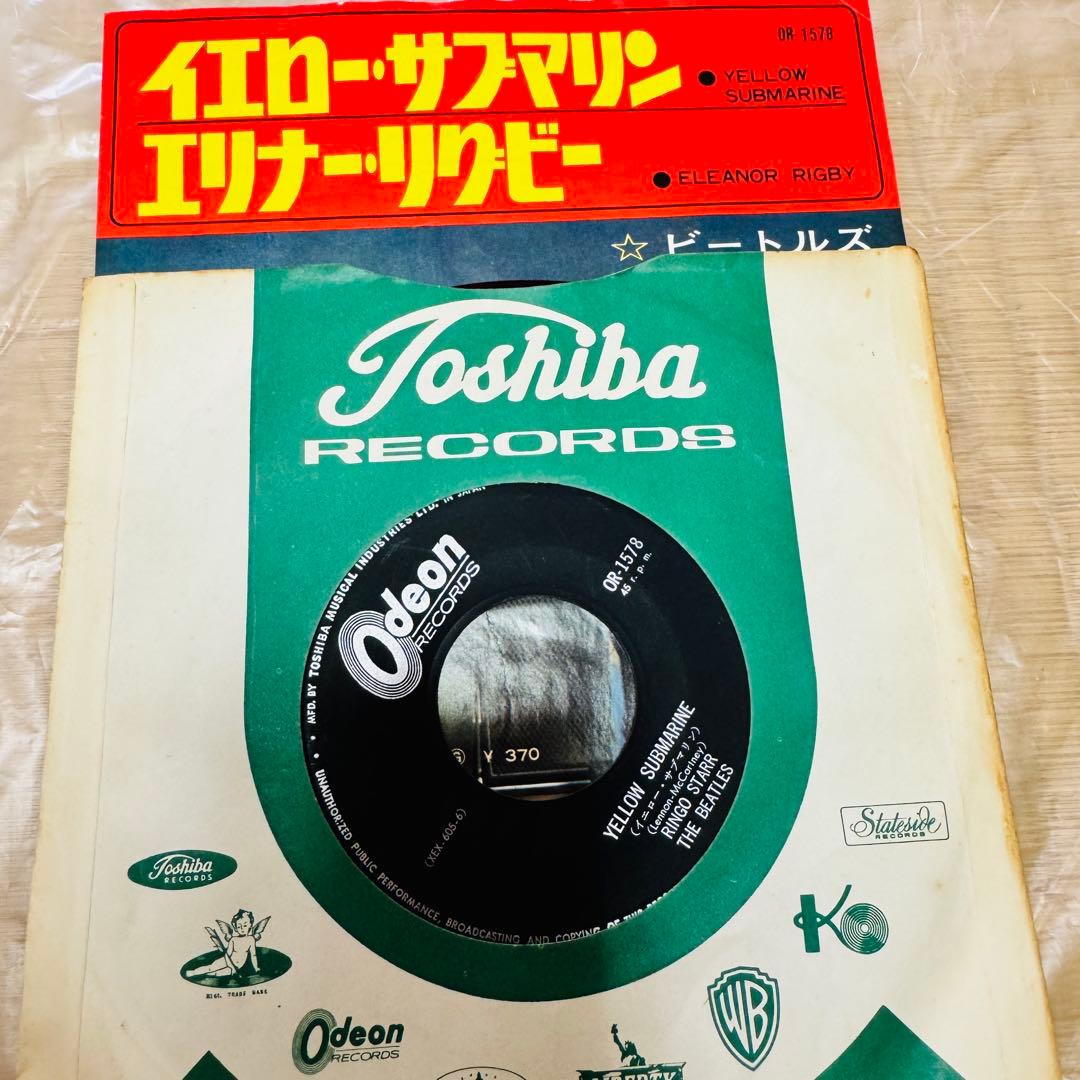 イエロー・サブマリン
OR-1578
● YELLOW
SUBMARINE
エリナー・リグビー
● ELEANOR RIGBY
☆ ビートルズ
Toshiba
RECORDS
MFD. BY TOSHIBA MUSICAL INDUSTRIES LTD. IN JAPAN
Odeon
RECORDS
OR-1578
45 r. p. m.
Y 370
(XEX. 605-6)
YELLOW SUBMARINE
(イエロー・サブマリン)
(Lennon-McCartney)
RINGO STARR
THE BEATLES
UNAUTHORIZED PUBLIC PERFORMANCE, BROADCASTING AND COPYING OF THIS
Stateside
RECORDS
Toshiba
RECORDS
K
REGD. TRADE MARK
WB
Odeon
RECORDS
LIBERTY